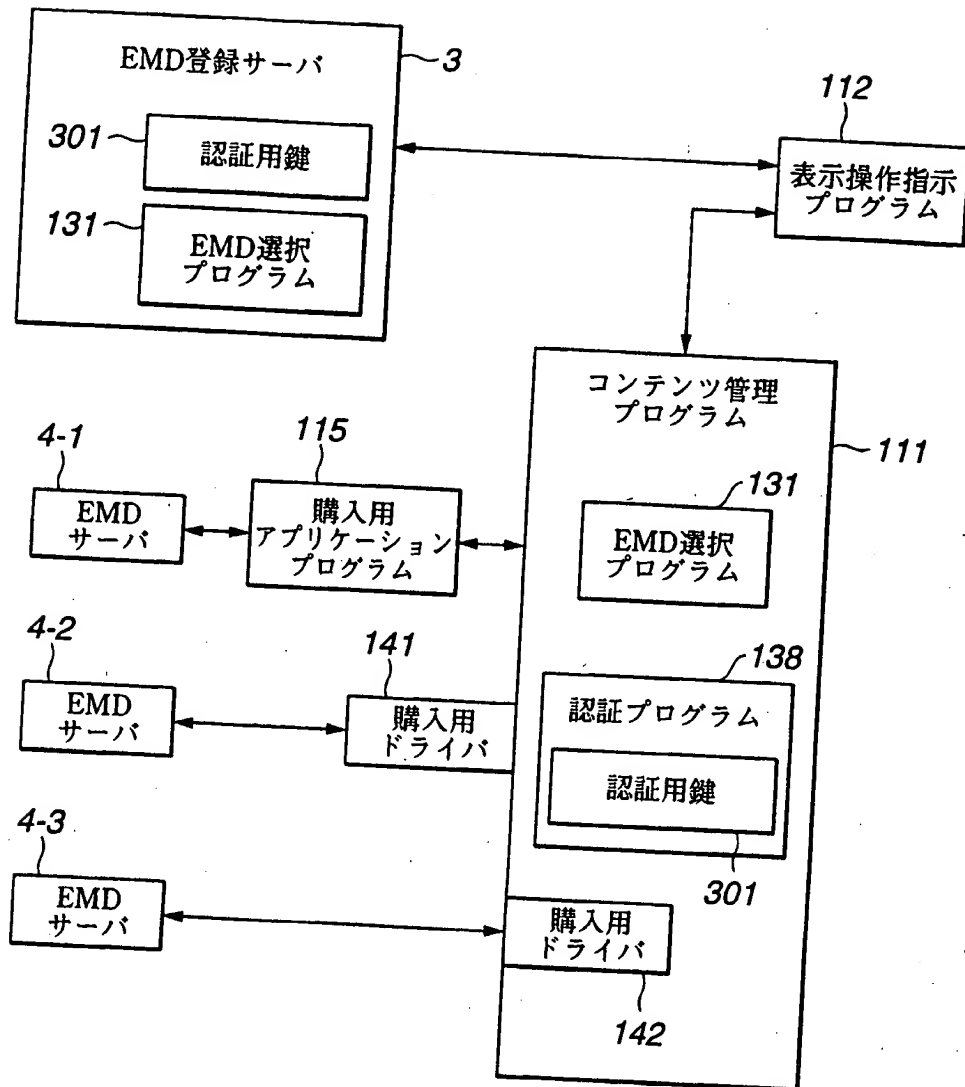 EMD登録サーバ
3
301
認証用鍵
131
EMD選択
プログラム
112
表示操作指示
プログラム
コンテンツ管理
プログラム
111
4-1
EMD
サーバ
115
購入用
アプリケーション
プログラム
131
EMD選択
プログラム
4-2
EMD
サーバ
141
購入用
ドライバ
138
認証プログラム
認証用鍵
301
4-3
EMD
サーバ
購入用
ドライバ
142